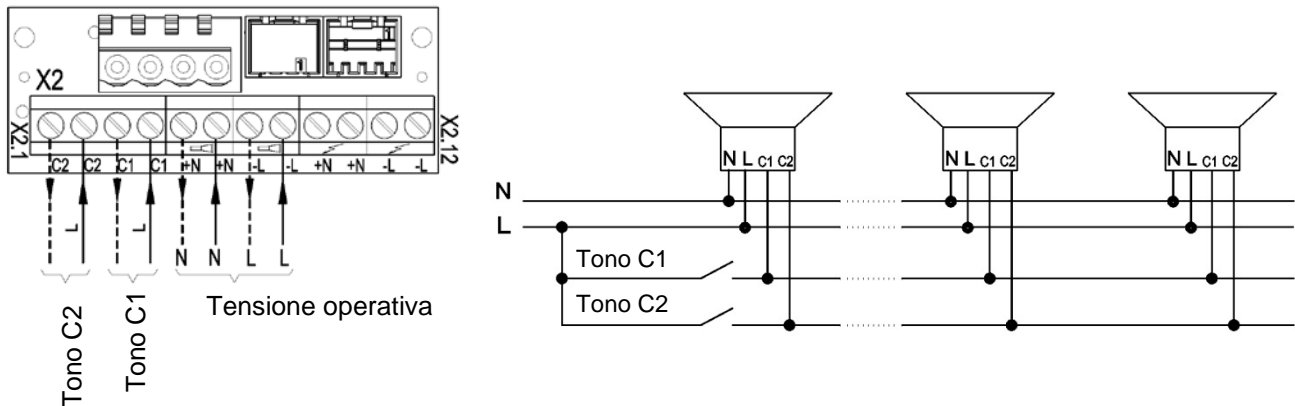 1
1
X2
X2.1
X2.12
C2 C2 C1 C1 +N +N -L -L +N +N -L -L
L L N N L L
Tono C2
Tono C1
Tensione operativa
N L C1 C2
N L C1 C2
N L C1 C2
N
L
Tono C1
Tono C2